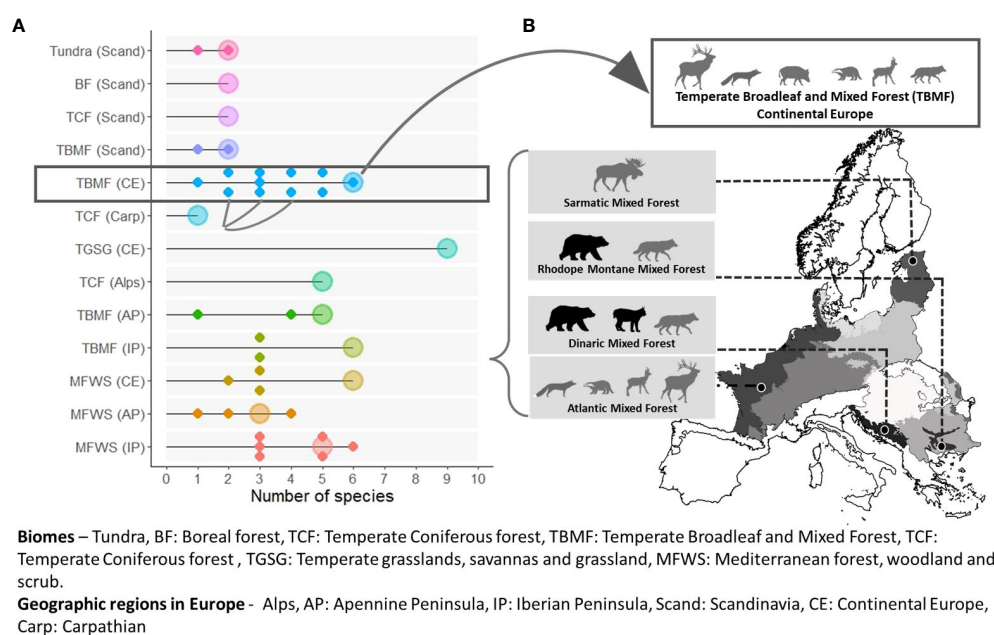 A
B
Tundra (Scand)
BF (Scand)
TCF (Scand)
TBMF (Scand)
TBMF (CE)
TCF (Carp)
TGSG (CE)
TCF (Alps)
TBMF (AP)
TBMF (IP)
MFWS (CE)
MFWS (AP)
MFWS (IP)
0 1 2 3 4 5 6 7 8 9 10
Number of species
Temperate Broadleaf and Mixed Forest (TBMF)
Continental Europe
Sarmatic Mixed Forest
Rhodope Montane Mixed Forest
Dinaric Mixed Forest
Atlantic Mixed Forest
Biomes – Tundra, BF: Boreal forest, TCF: Temperate Coniferous forest, TBMF: Temperate Broadleaf and Mixed Forest, TCF:
Temperate Coniferous forest , TGSG: Temperate grasslands, savannas and grassland, MFWS: Mediterranean forest, woodland and
scrub.
Geographic regions in Europe - Alps, AP: Apennine Peninsula, IP: Iberian Peninsula, Scand: Scandinavia, CE: Continental Europe,
Carp: Carpathian